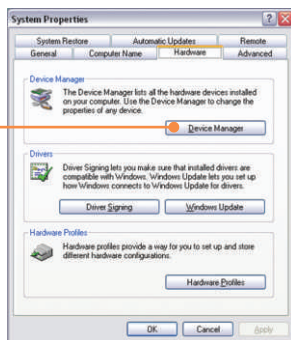 System Properties
System Restore Automatic Updates Remote
General Computer Name Hardware Advanced
Device Manager
The Device Manager lists all the hardware devices installed
on your computer. Use the Device Manager to change the
properties of any device.
Device Manager
Drivers
Driver Signing lets you make sure that installed drivers are
compatible with Windows. Windows Update lets you set up
how Windows connects to Windows Update for drivers.
Driver Signing Windows Update
Hardware Profiles
Hardware profiles provide a way for you to set up and store
different hardware configurations.
Hardware Profiles
OK Cancel Apply